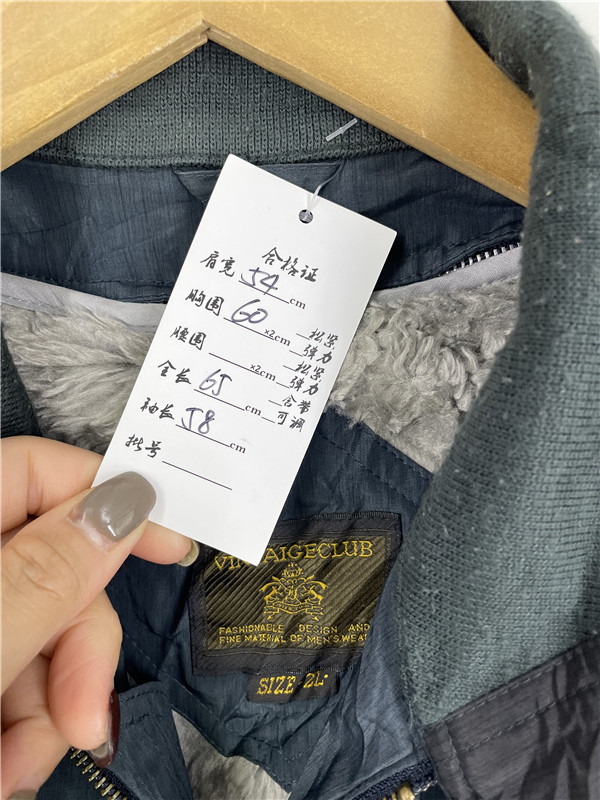 合格证
肩宽 54 cm
胸围 60 x2cm 松紧 弹力
腰围 x2cm 松紧 弹力
全长 65 cm 含带 可调
袖长 58 cm
批号
VINTAIGECLUB
FASHIONABLE DESIGN AND
FINE MATERIAL OF MEN'S WEAR
SIZE 2L